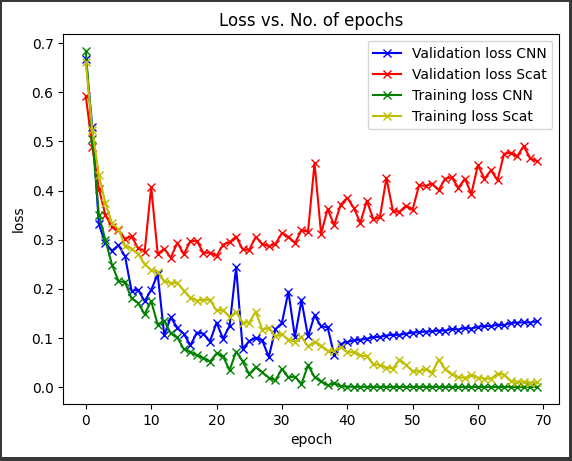 Loss vs. No. of epochs
Validation loss CNN
Validation loss Scat
Training loss CNN
Training loss Scat
loss
0.7
0.6
0.5
0.4
0.3
0.2
0.1
0.0
0 10 20 30 40 50 60 70
epoch